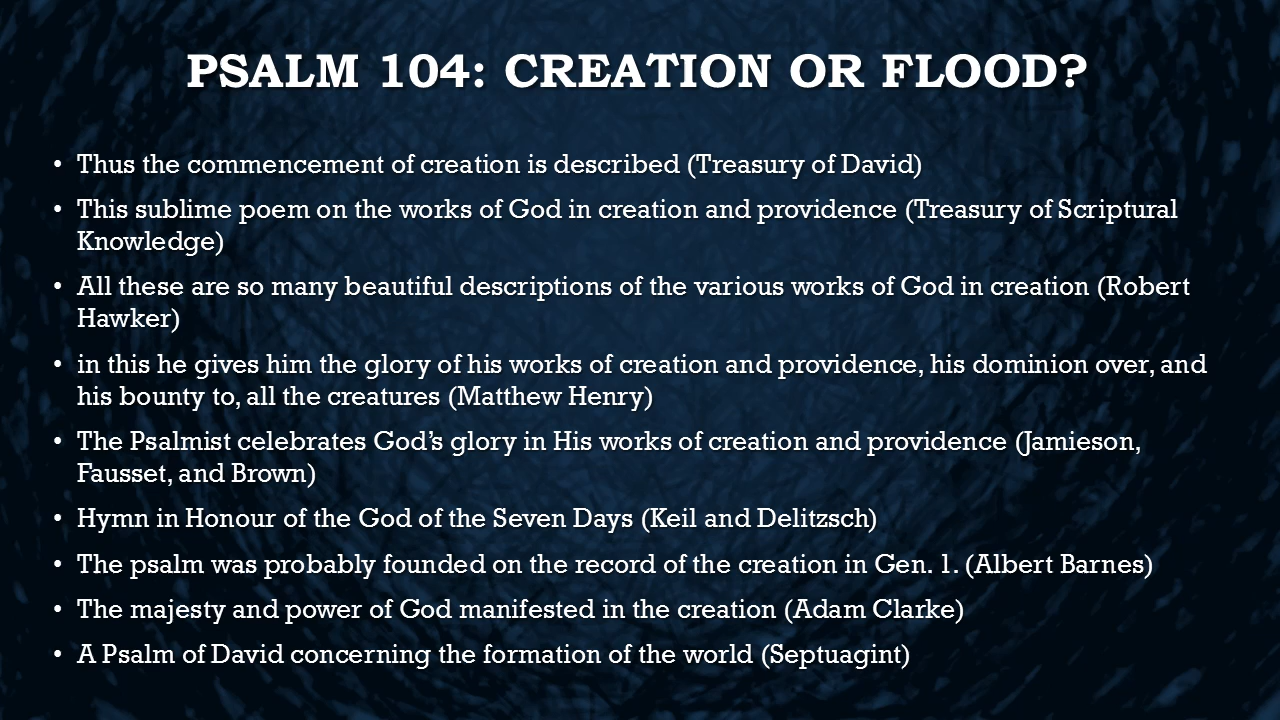 PSALM 104: CREATION OR FLOOD?
• Thus the commencement of creation is described (Treasury of David)
• This sublime poem on the works of God in creation and providence (Treasury of Scriptural
Knowledge)
• All these are so many beautiful descriptions of the various works of God in creation (Robert
Hawker)
• in this he gives him the glory of his works of creation and providence, his dominion over, and
his bounty to, all the creatures (Matthew Henry)
• The Psalmist celebrates God’s glory in His works of creation and providence (Jamieson,
Fausset, and Brown)
• Hymn in Honour of the God of the Seven Days (Keil and Delitzsch)
• The psalm was probably founded on the record of the creation in Gen. 1. (Albert Barnes)
• The majesty and power of God manifested in the creation (Adam Clarke)
• A Psalm of David concerning the formation of the world (Septuagint)